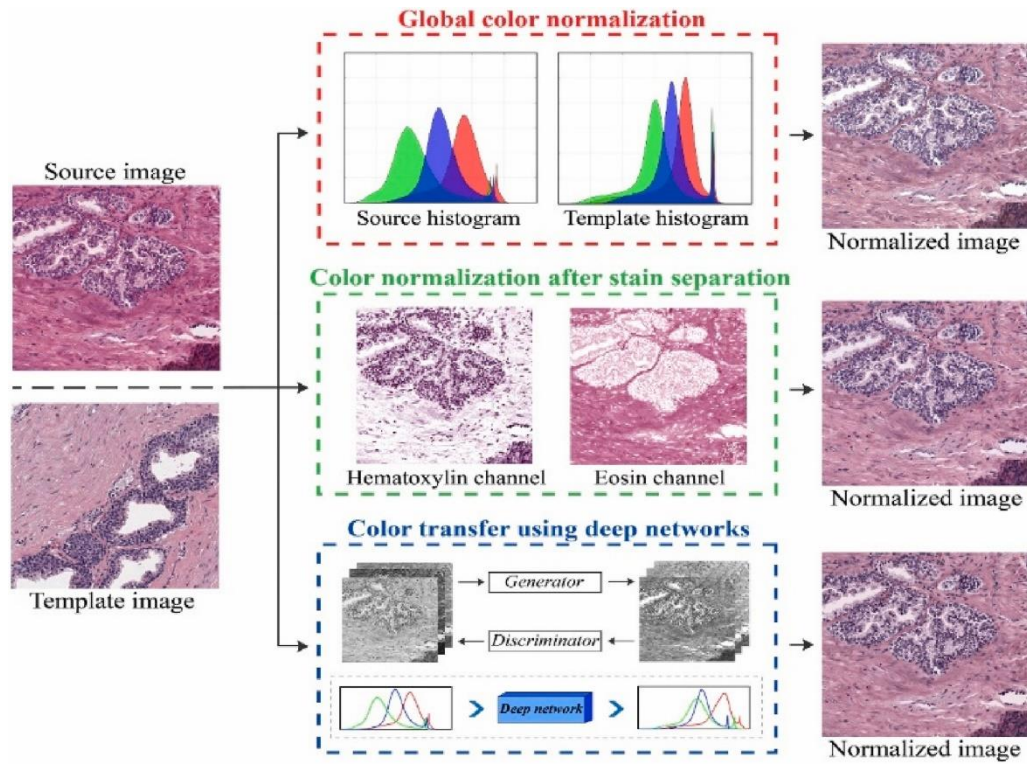 Global color normalization
Source histogram
Template histogram
Normalized image
Source image
Template image
Color normalization after stain separation
Hematoxylin channel
Eosin channel
Normalized image
Color transfer using deep networks
Generator
Discriminator
Deep network
Normalized image